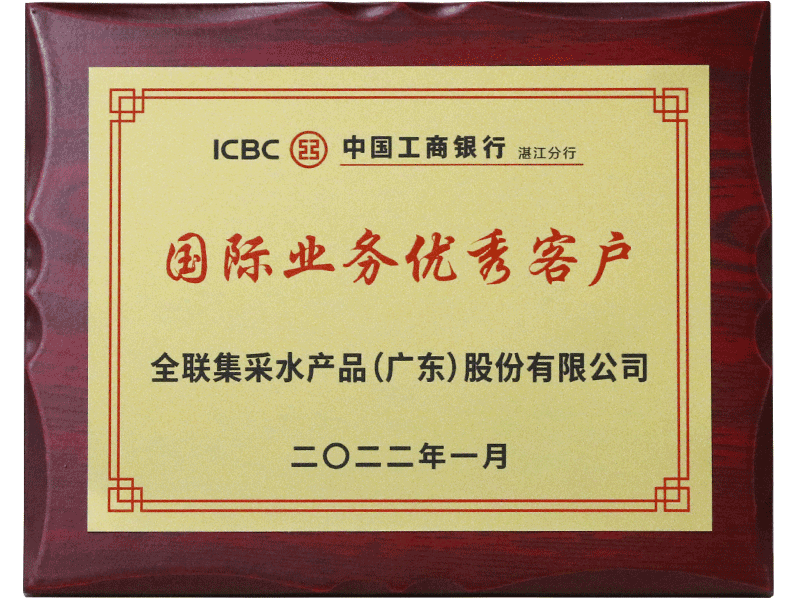 ICBC 中国工商银行 湛江分行
国际业务优秀客户
全联集采水产品(广东)股份有限公司
二〇二二年一月